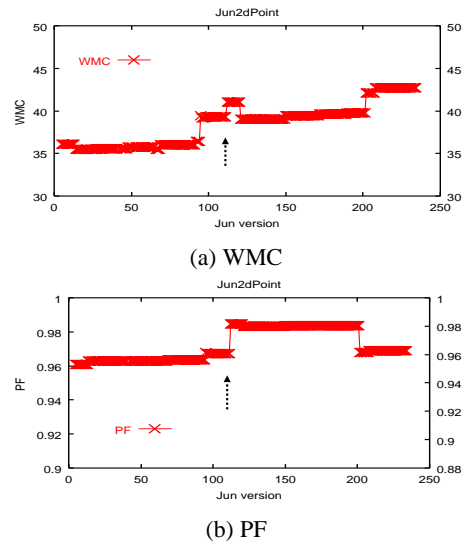 Jun2dPoint
50 50
45 45
WMC
WMC
40 40
35 35
30 30
0 50 100 150 200 250
Jun version
(a) WMC
Jun2dPoint
1 1
0.98 0.98
0.96 0.96
PF
0.94 0.94
0.92 0.92
PF
0.9
0.9 0.88
0 50 100 150 200 250
Jun version
(b) PF